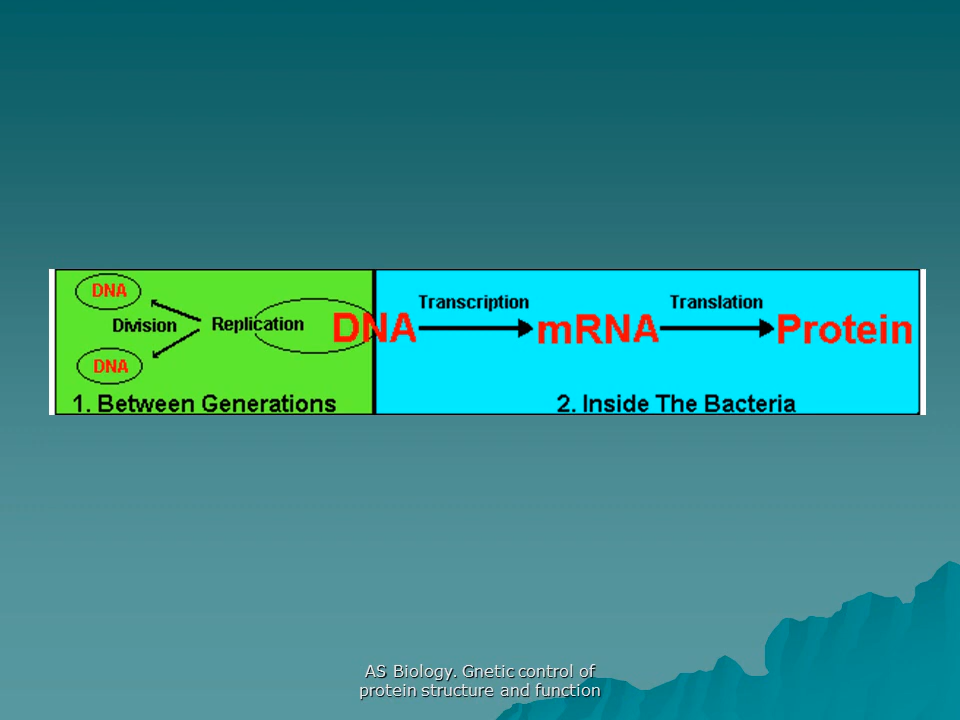 DNA
Division
DNA
Replication
DNA
Transcription
mRNA
Translation
Protein
1. Between Generations
2. Inside The Bacteria
AS Biology. Gnetic control of
protein structure and function